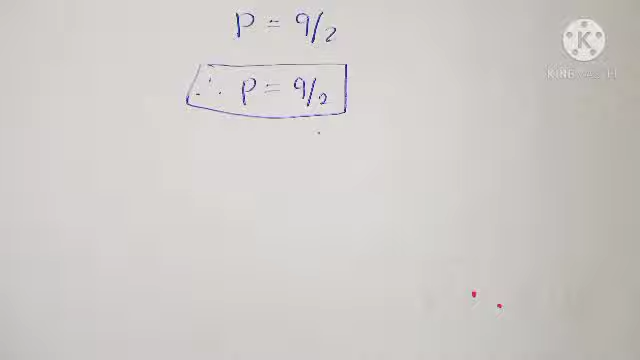 P = 9/2
∴ P = 9/2